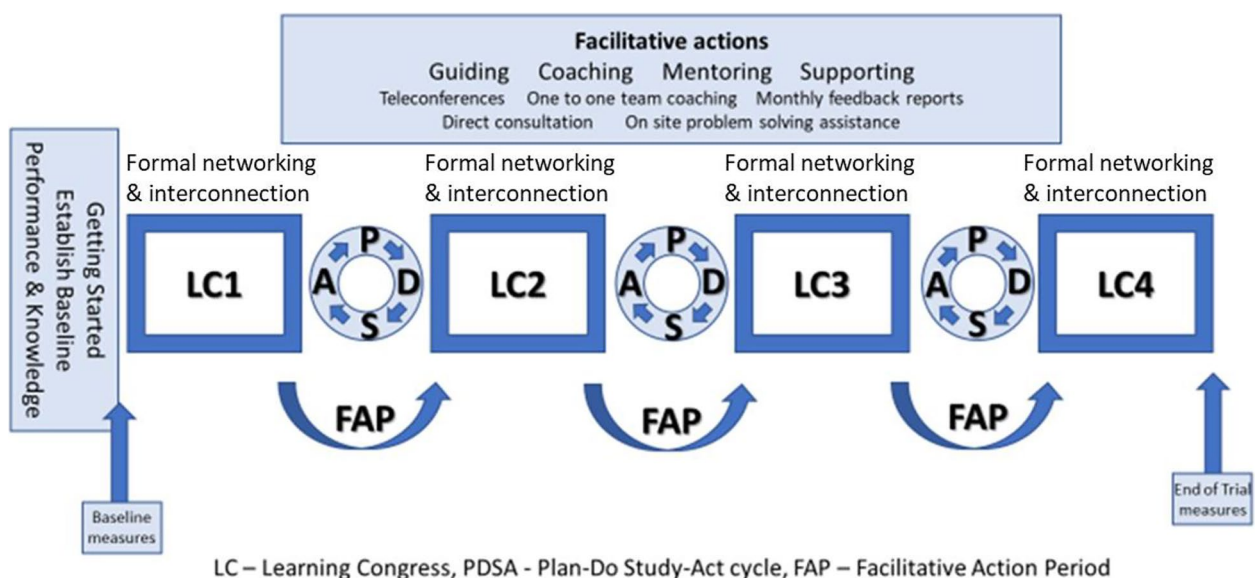 Facilitative actions
Guiding Coaching Mentoring Supporting
Teleconferences One to one team coaching Monthly feedback reports
Direct consultation On site problem solving assistance
Getting Started
Establish Baseline
Performance & Knowledge
Formal networking
& interconnection
Formal networking
& interconnection
Formal networking
& interconnection
Formal networking
& interconnection
LC1
P
D
S
A
LC2
P
D
S
A
LC3
P
D
S
A
LC4
FAP
FAP
FAP
Baseline
measures
End of Trial
measures
LC – Learning Congress, PDSA - Plan-Do Study-Act cycle, FAP – Facilitative Action Period